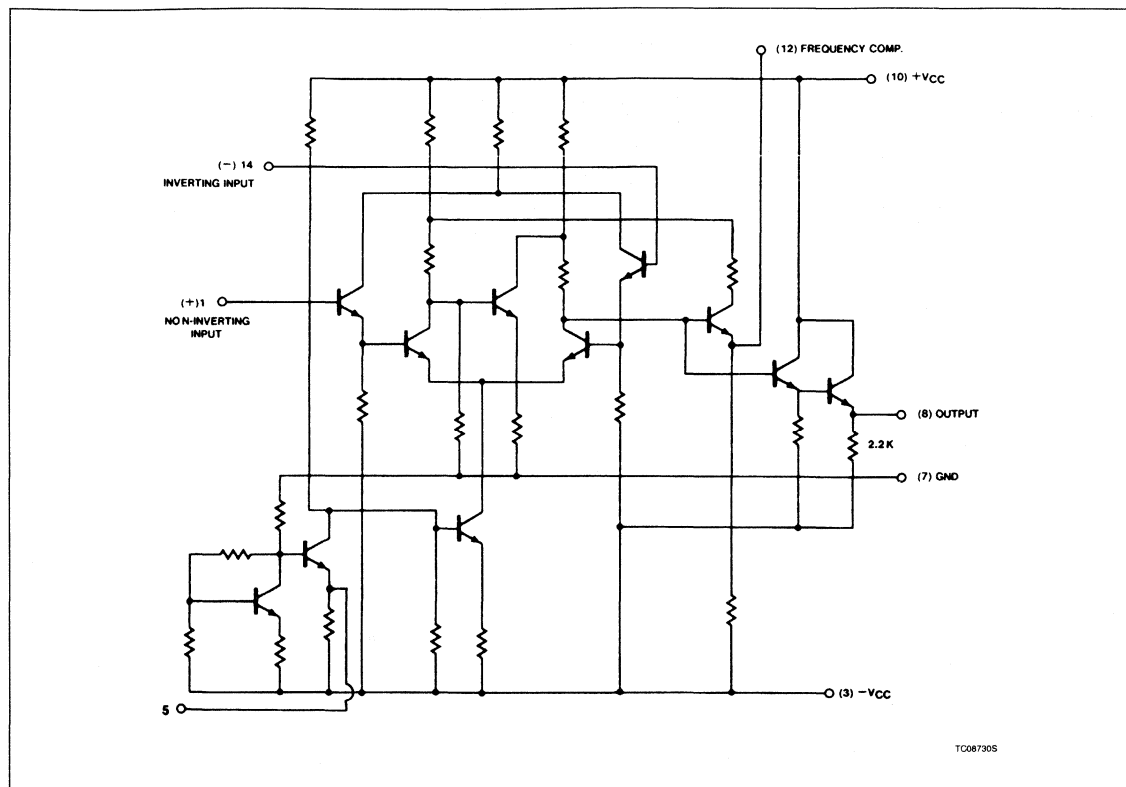 (12) FREQUENCY COMP.
(10) +VCC
(−) 14
INVERTING INPUT
(+)1
NON-INVERTING
INPUT
(8) OUTPUT
2.2K
(7) GND
(3) −VCC
5
TC08730S